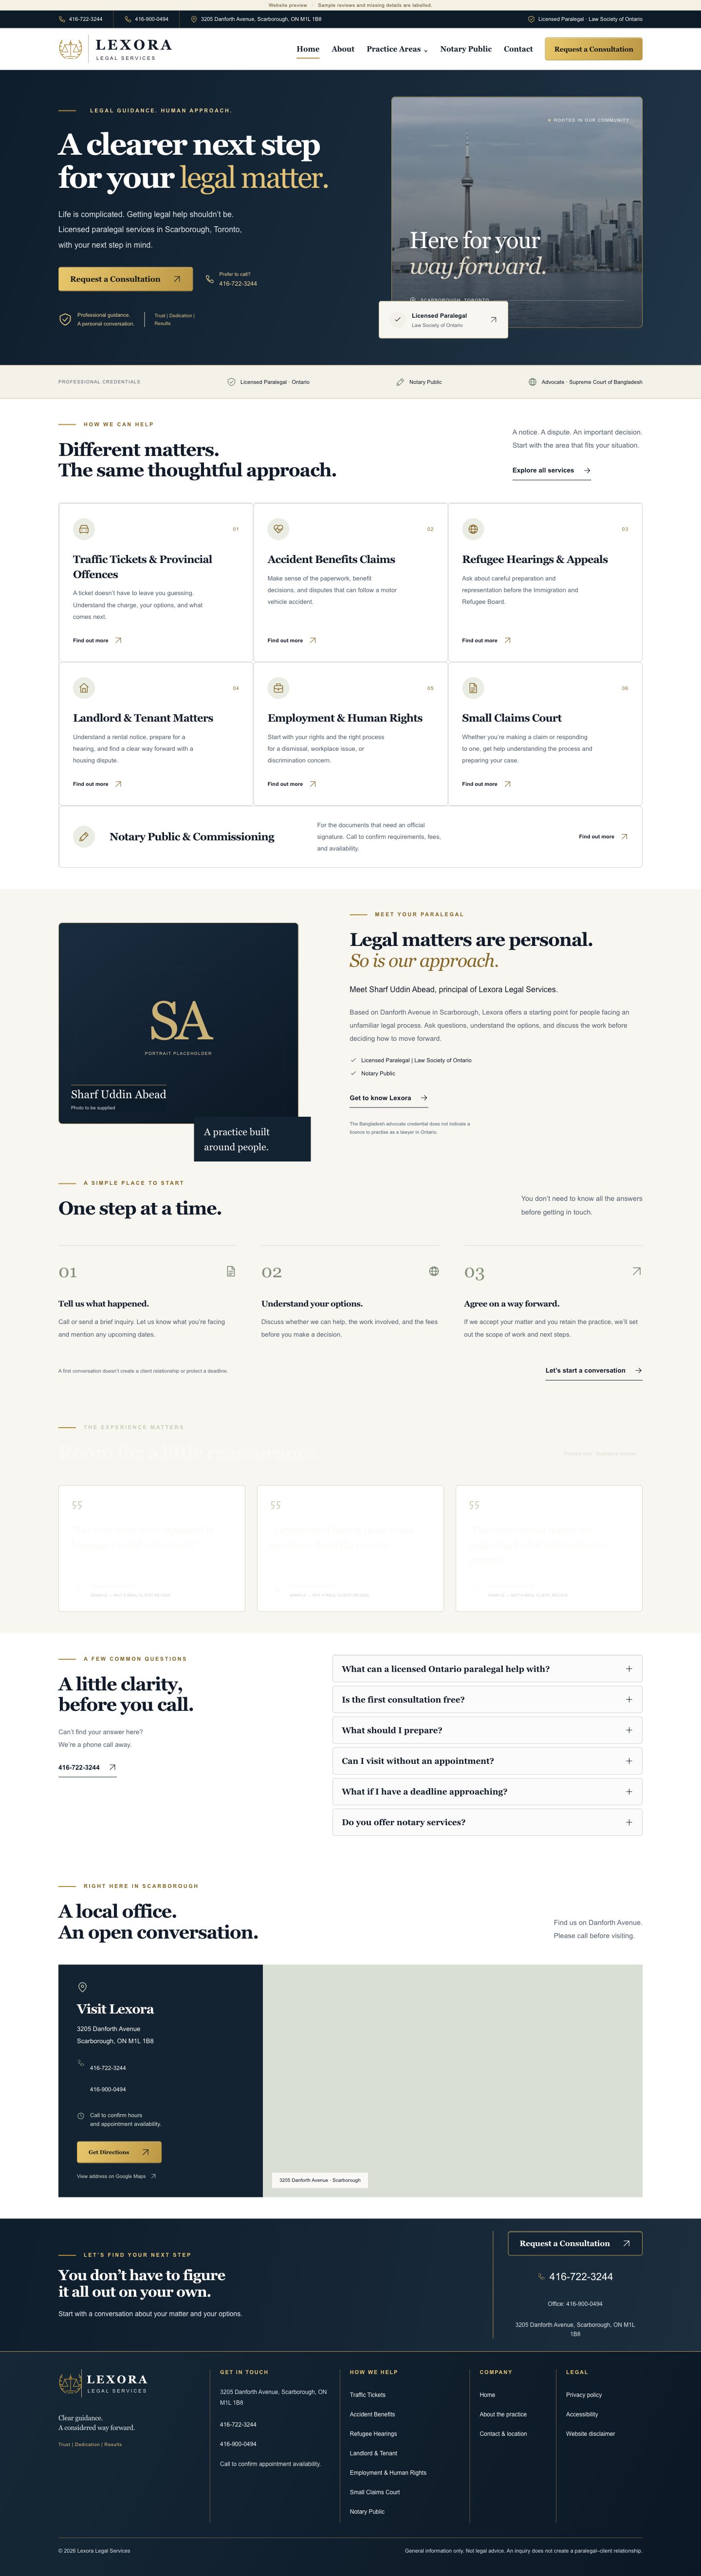 Website preview · Sample reviews and missing details are labelled.
416-722-3244
416-900-0494
3205 Danforth Avenue, Scarborough, ON M1L 1B8
Licensed Paralegal · Law Society of Ontario
LEXORA
LEGAL SERVICES
Home
About
Practice Areas
Notary Public
Contact
Request a Consultation
LEGAL GUIDANCE. HUMAN APPROACH.
A clearer next step
for your legal matter.
Life is complicated. Getting legal help shouldn't be.
Licensed paralegal services in Scarborough, Toronto,
with your next step in mind.
Request a Consultation
Prefer to call?
416-722-3244
Professional guidance.
A personal conversation.
Trust | Dedication |
Results
ROOTED IN OUR COMMUNITY
Here for your
way forward.
SCARBOROUGH, TORONTO
Licensed Paralegal
Law Society of Ontario
PROFESSIONAL CREDENTIALS
Licensed Paralegal · Ontario
Notary Public
Advocate · Supreme Court of Bangladesh
HOW WE CAN HELP
Different matters.
The same thoughtful approach.
A notice. A dispute. An important decision.
Start with the area that fits your situation.
Explore all services
01
Traffic Tickets & Provincial
Offences
A ticket doesn't have to leave you guessing.
Understand the charge, your options, and what
comes next.
Find out more
02
Accident Benefits Claims
Make sense of the paperwork, benefit
decisions, and disputes that can follow a motor
vehicle accident.
Find out more
03
Refugee Hearings & Appeals
Ask about careful preparation and
representation before the Immigration and
Refugee Board.
Find out more
04
Landlord & Tenant Matters
Understand a rental notice, prepare for a
hearing, and find a clear way forward with a
housing dispute.
Find out more
05
Employment & Human Rights
Start with your rights and the right process
for a dismissal, workplace issue, or
discrimination concern.
Find out more
06
Small Claims Court
Whether you're making a claim or responding
to one, get help understanding the process and
preparing your case.
Find out more
Notary Public & Commissioning
For the documents that need an official
signature. Call to confirm requirements, fees,
and availability.
Find out more
SA
PORTRAIT PLACEHOLDER
Sharf Uddin Abead
Photo to be supplied
A practice built
around people.
MEET YOUR PARALEGAL
Legal matters are personal.
So is our approach.
Meet Sharf Uddin Abead, principal of Lexora Legal Services.
Based on Danforth Avenue in Scarborough, Lexora offers a starting point for people facing an
unfamiliar legal process. Ask questions, understand the options, and discuss the work before
deciding how to move forward.
Licensed Paralegal | Law Society of Ontario
Notary Public
Get to know Lexora
The Bangladesh advocate credential does not indicate a
licence to practise as a lawyer in Ontario.
A SIMPLE PLACE TO START
One step at a time.
You don't need to know all the answers
before getting in touch.
01
Tell us what happened.
Call or send a brief inquiry. Let us know what you're facing
and mention any upcoming dates.
02
Understand your options.
Discuss whether we can help, the work involved, and the fees
before you make a decision.
03
Agree on a way forward.
If we accept your matter and you retain the practice, we'll set
out the scope of work and next steps.
A first conversation doesn't create a client relationship or protect a deadline.
Let's start a conversation
THE EXPERIENCE MATTERS
Room for a little reassurance.
SAMPLE — NOT A REAL CLIENT REVIEW
SAMPLE — NOT A REAL CLIENT REVIEW
SAMPLE — NOT A REAL CLIENT REVIEW
A FEW COMMON QUESTIONS
A little clarity,
before you call.
Can't find your answer here?
We're a phone call away.
416-722-3244
What can a licensed Ontario paralegal help with?
Is the first consultation free?
What should I prepare?
Can I visit without an appointment?
What if I have a deadline approaching?
Do you offer notary services?
RIGHT HERE IN SCARBOROUGH
A local office.
An open conversation.
Find us on Danforth Avenue.
Please call before visiting.
Visit Lexora
3205 Danforth Avenue
Scarborough, ON M1L 1B8
416-722-3244
416-900-0494
Call to confirm hours
and appointment availability.
Get Directions
View address on Google Maps
3205 Danforth Avenue · Scarborough
LET'S FIND YOUR NEXT STEP
You don't have to figure
it all out on your own.
Start with a conversation about your matter and your options.
Request a Consultation
416-722-3244
Office: 416-900-0494
3205 Danforth Avenue, Scarborough, ON M1L
1B8
LEXORA
LEGAL SERVICES
Clear guidance.
A considered way forward.
Trust | Dedication | Results
GET IN TOUCH
3205 Danforth Avenue, Scarborough, ON
M1L 1B8
416-722-3244
416-900-0494
Call to confirm appointment availability.
HOW WE HELP
Traffic Tickets
Accident Benefits
Refugee Hearings
Landlord & Tenant
Employment & Human Rights
Small Claims Court
Notary Public
COMPANY
Home
About the practice
Contact & location
LEGAL
Privacy policy
Accessibility
Website disclaimer
© 2026 Lexora Legal Services
General information only. Not legal advice. An inquiry does not create a paralegal–client relationship.